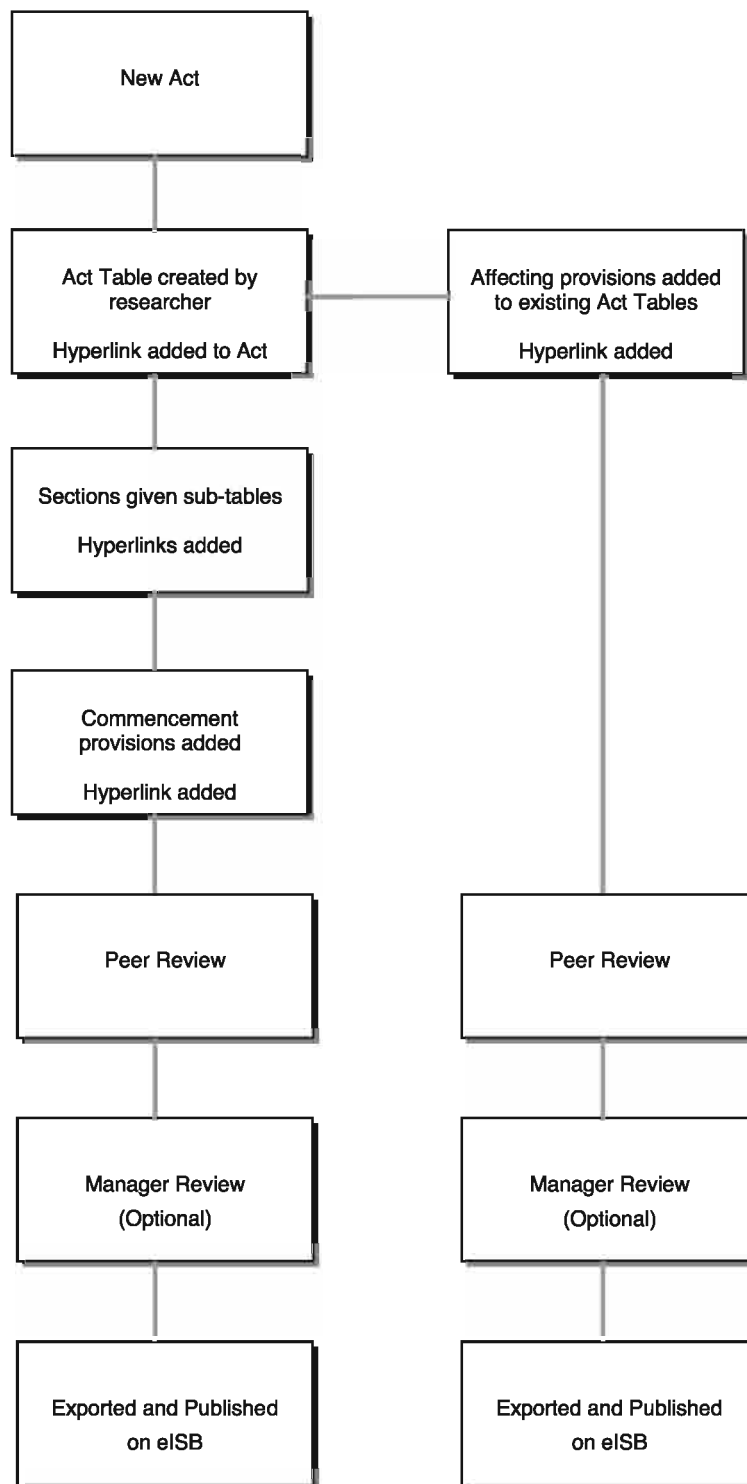 New Act
Act Table created by
researcher
Hyperlink added to Act
Affecting provisions added
to existing Act Tables
Hyperlink added
Sections given sub-tables
Hyperlinks added
Commencement
provisions added
Hyperlink added
Peer Review
Peer Review
Manager Review
(Optional)
Manager Review
(Optional)
Exported and Published
on eISB
Exported and Published
on eISB